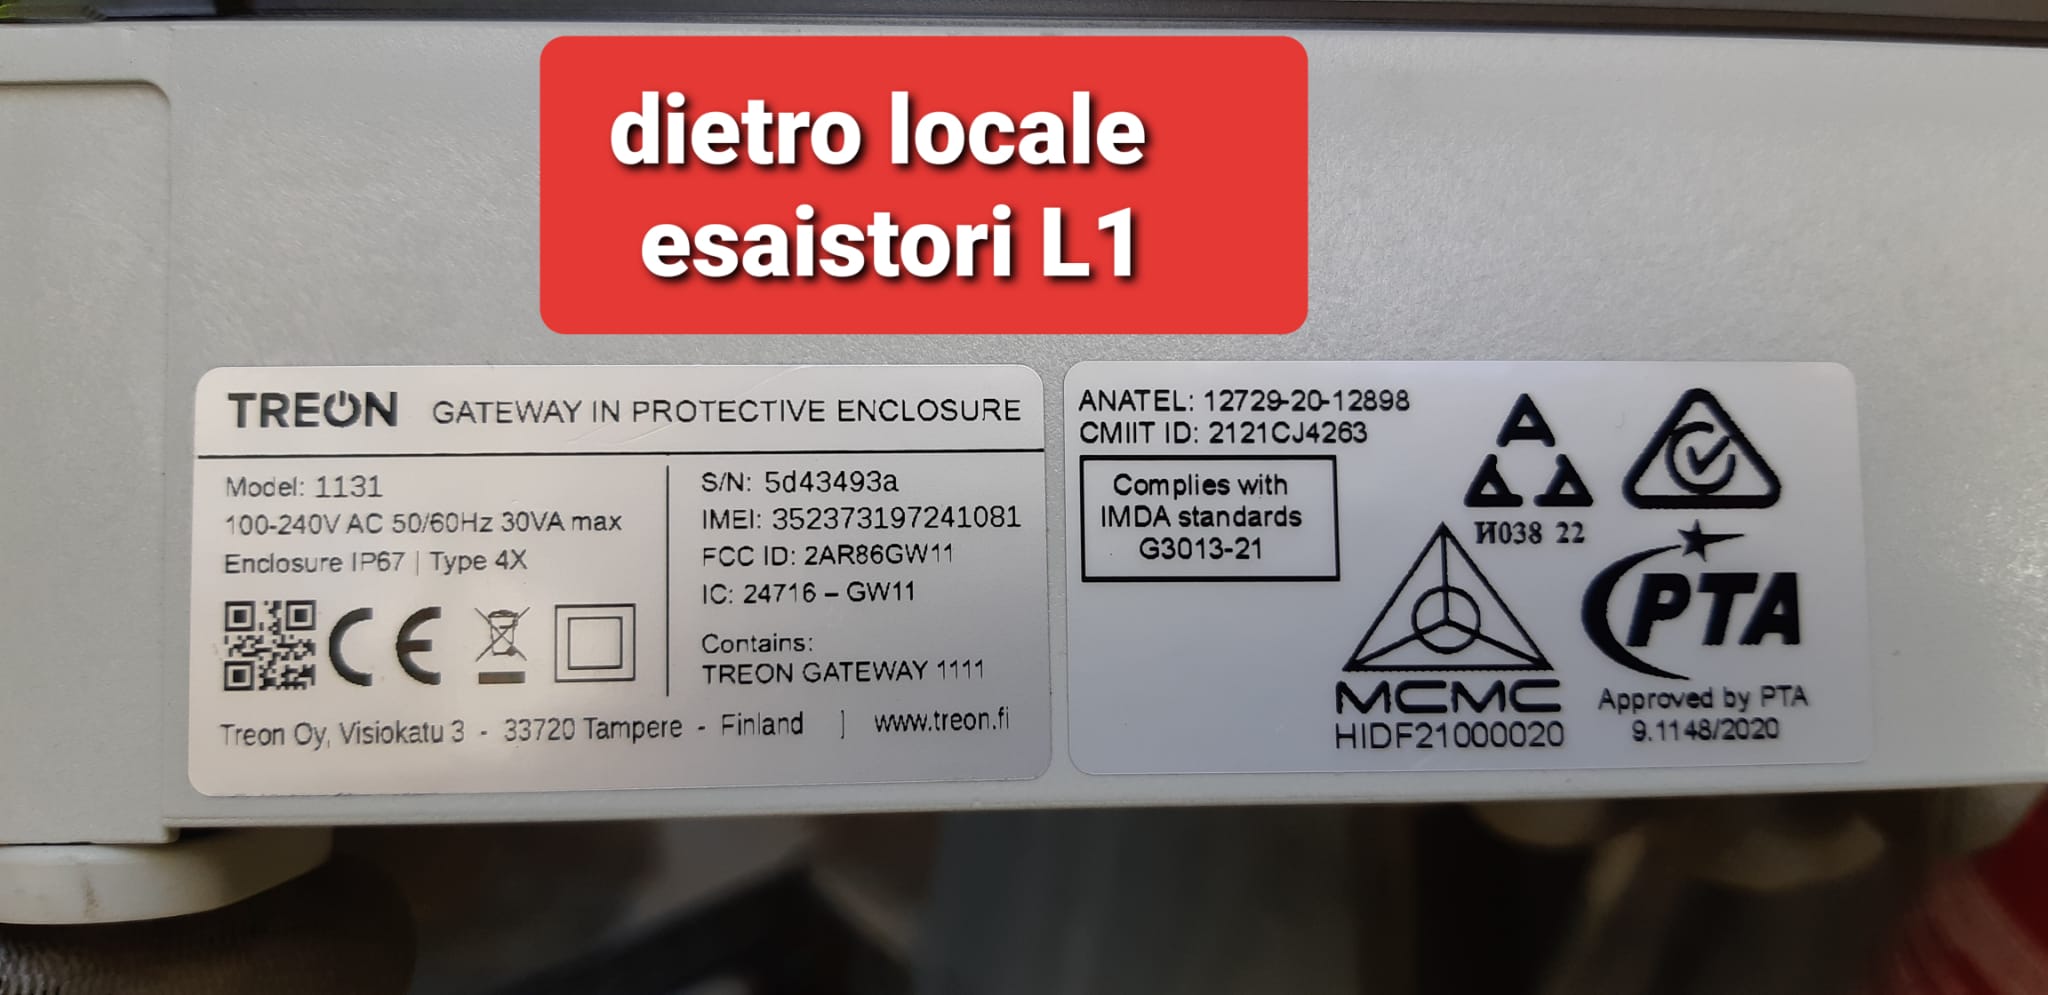 dietro locale
esaistori L1
TREON GATEWAY IN PROTECTIVE ENCLOSURE
Model: 1131
100-240V AC 50/60Hz 30VA max
Enclosure IP67 | Type 4X
CE
S/N: 5d43493a
IMEI: 352373197241081
FCC ID: 2AR86GW11
IC: 24716 – GW11
Contains:
TREON GATEWAY 1111
Treon Oy, Visiokatu 3 - 33720 Tampere - Finland | www.treon.fi
ANATEL: 12729-20-12898
CMIIT ID: 2121CJ4263
Complies with
IMDA standards
G3013-21
И038 22
MCMC
HIDF21000020
PTA
Approved by PTA
9.1148/2020